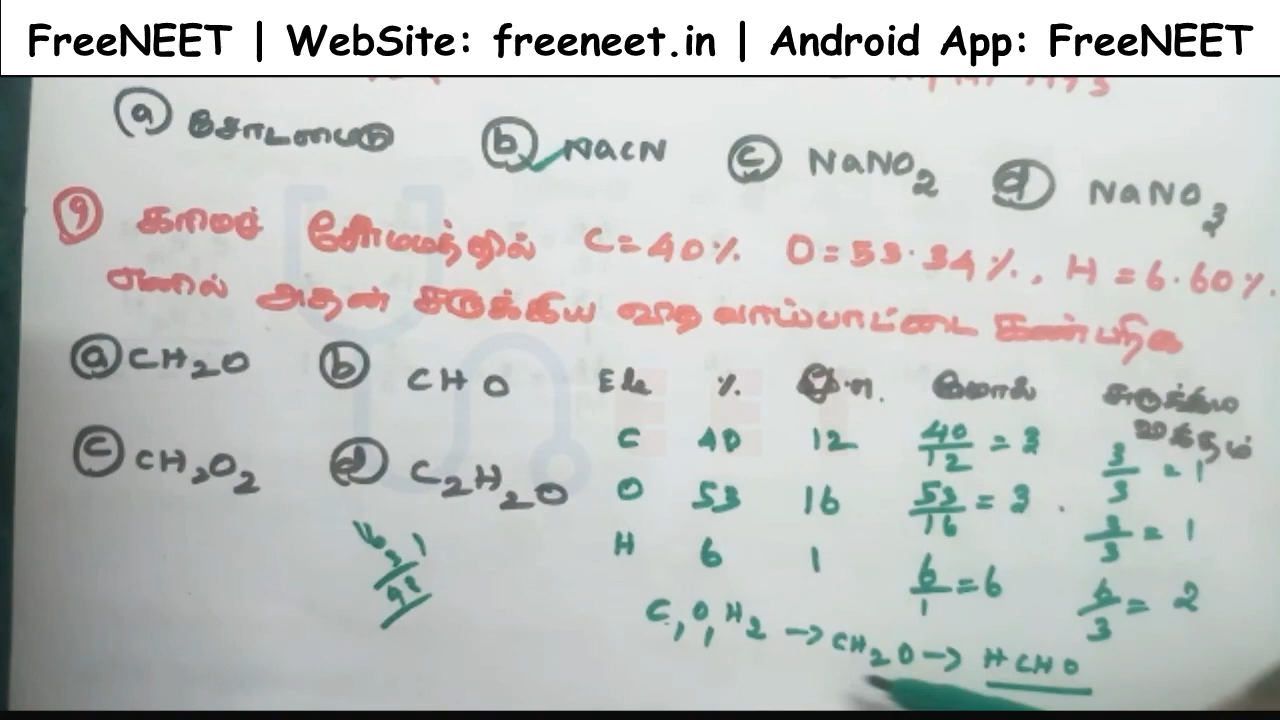 FreeNEET | WebSite: freeneet.in | Android App: FreeNEET
(a) சோடமைடு (b) NaCN (c) NaNO2 (d) NaNO3
(9) கரிமச் சேர்மத்தில் C=40% O=53.34%, H=6.60%.
எனில் அதன் சுருக்கிய விகித வாய்பாட்டை கண்டறிக
(a) CH2O (b) CHO
(c) CH2O2 (d) C2H2O
Ele % மோல் சுருக்கிய
C 40 12 40/12 = 3 3/3 = 1
O 53 16 53/16 = 3 3/3 = 1
H 6 1 6/1 = 6 6/3 = 2
C,O,H2 -> CH2O -> HCHO